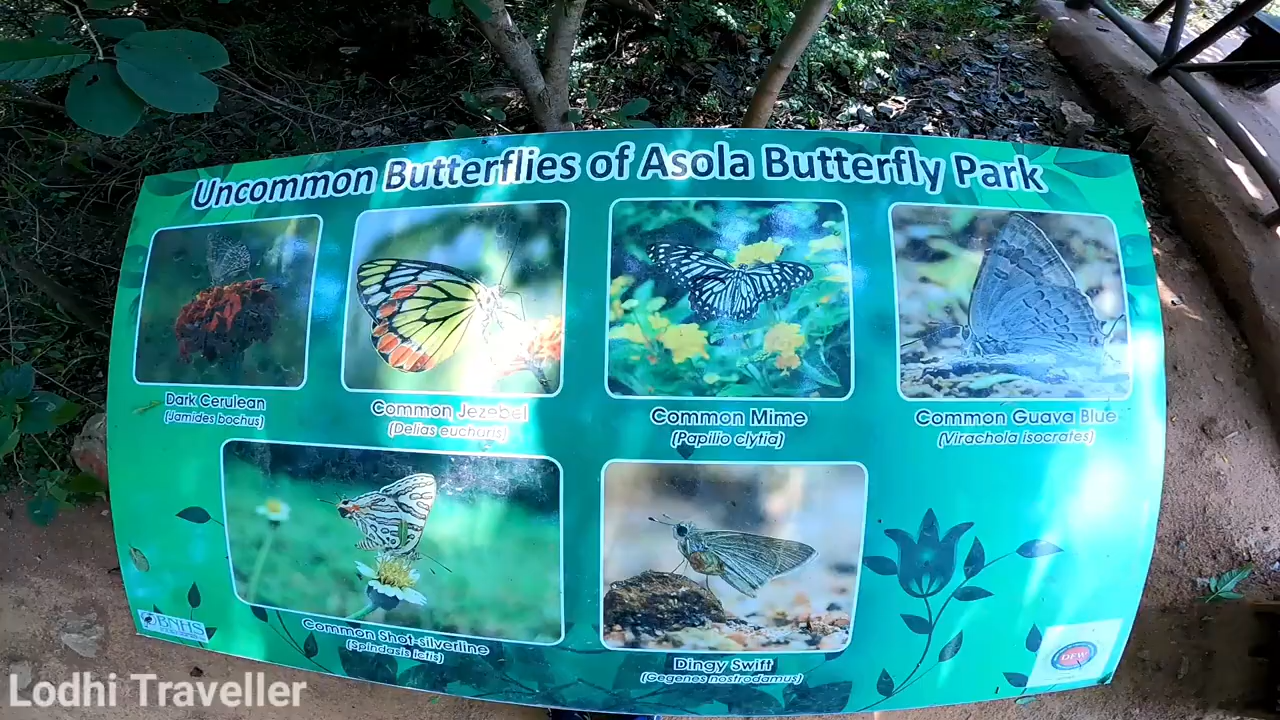 Uncommon Butterflies of Asola Butterfly Park
Dark Cerulean
(Jamides bochus)
Common Jezebel
(Delias eucharis)
Common Mime
(Papilio clytia)
Common Guava Blue
(Virachola isocrates)
Common Shot-silverline
(Spindasis ictis)
Dingy Swift
(Gegenes nostrodamus)
BNHS
DFW
Lodhi Traveller